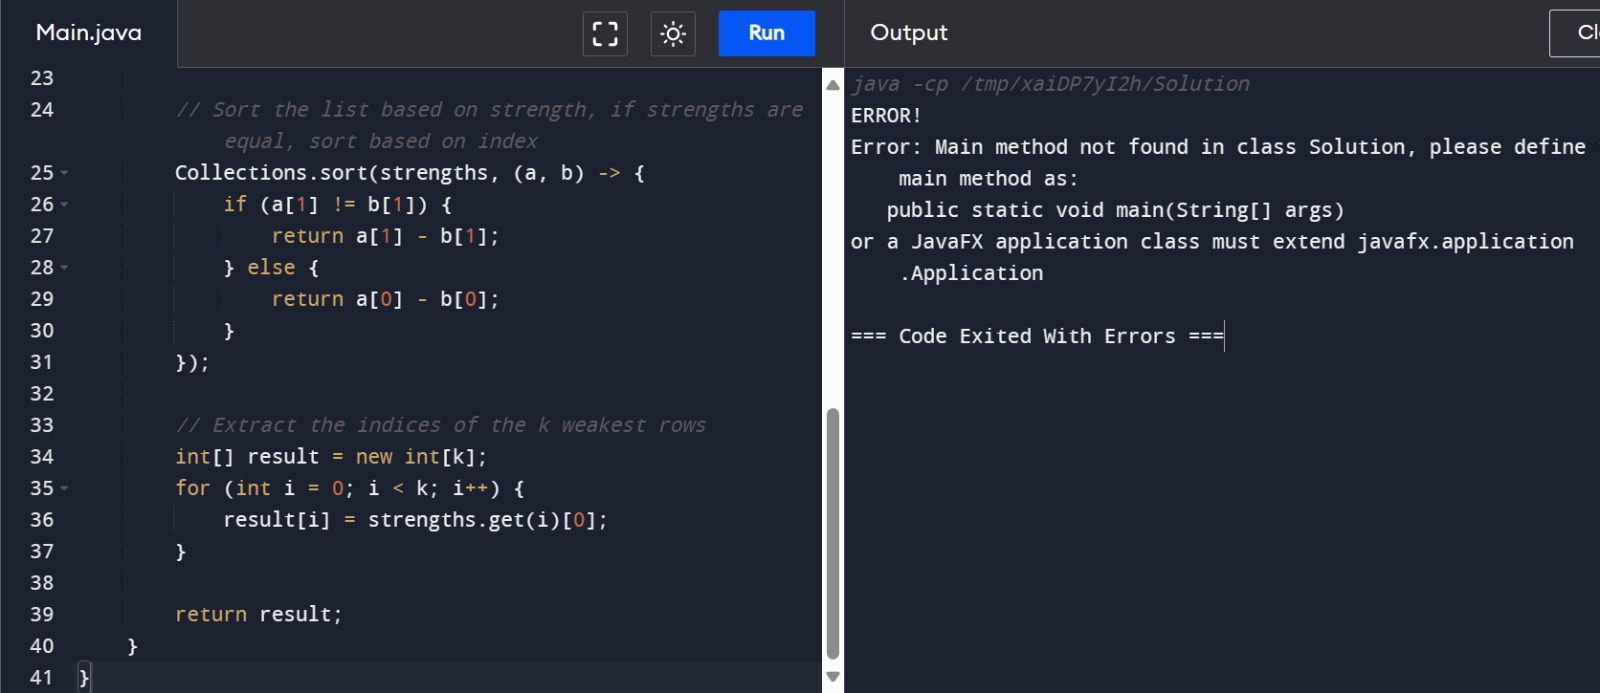 Main.java
Run
Output
23
24 // Sort the list based on strength, if strengths are
equal, sort based on index
25 Collections.sort(strengths, (a, b) -> {
26 if (a[1] != b[1]) {
27 return a[1] - b[1];
28 } else {
29 return a[0] - b[0];
30 }
31 });
32
33 // Extract the indices of the k weakest rows
34 int[] result = new int[k];
35 for (int i = 0; i < k; i++) {
36 result[i] = strengths.get(i)[0];
37 }
38
39 return result;
40 }
41 }
java -cp /tmp/xaiDP7yI2h/Solution
ERROR!
Error: Main method not found in class Solution, please define
main method as:
public static void main(String[] args)
or a JavaFX application class must extend javafx.application
.Application
=== Code Exited With Errors ===